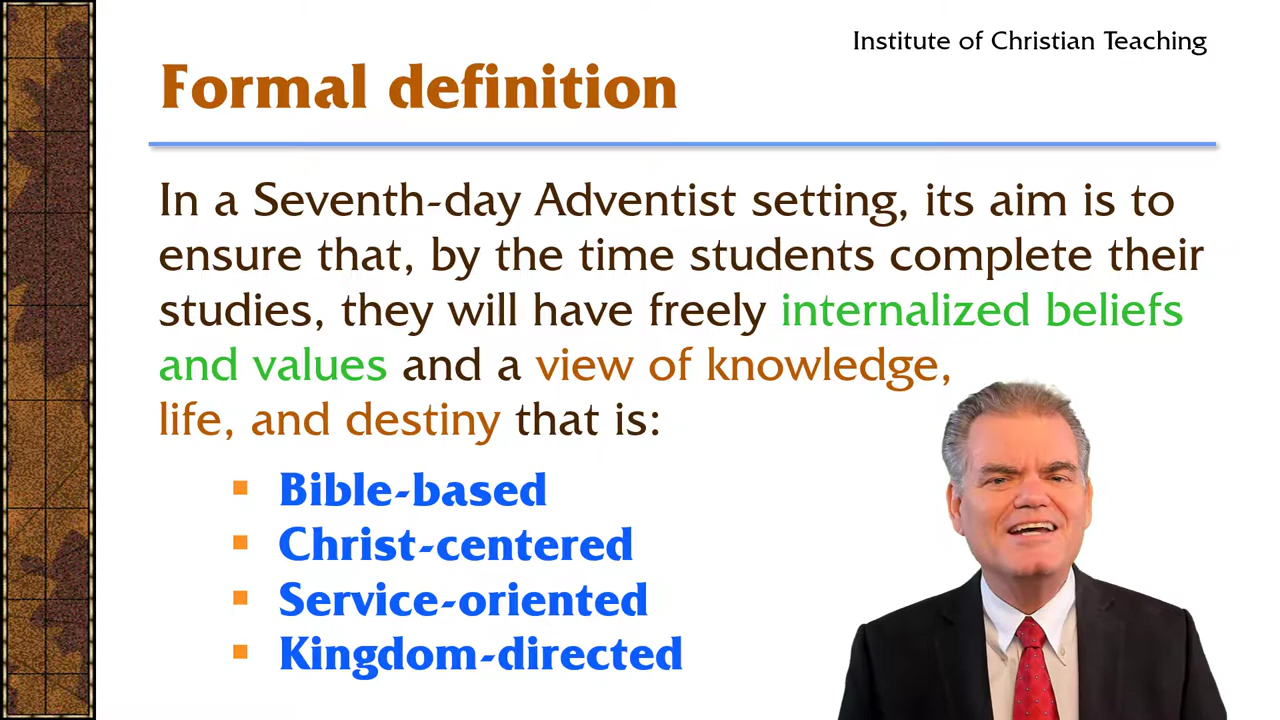 Institute of Christian Teaching
Formal definition
In a Seventh-day Adventist setting, its aim is to
ensure that, by the time students complete their
studies, they will have freely internalized beliefs
and values and a view of knowledge,
life, and destiny that is:
▪ Bible-based
▪ Christ-centered
▪ Service-oriented
▪ Kingdom-directed